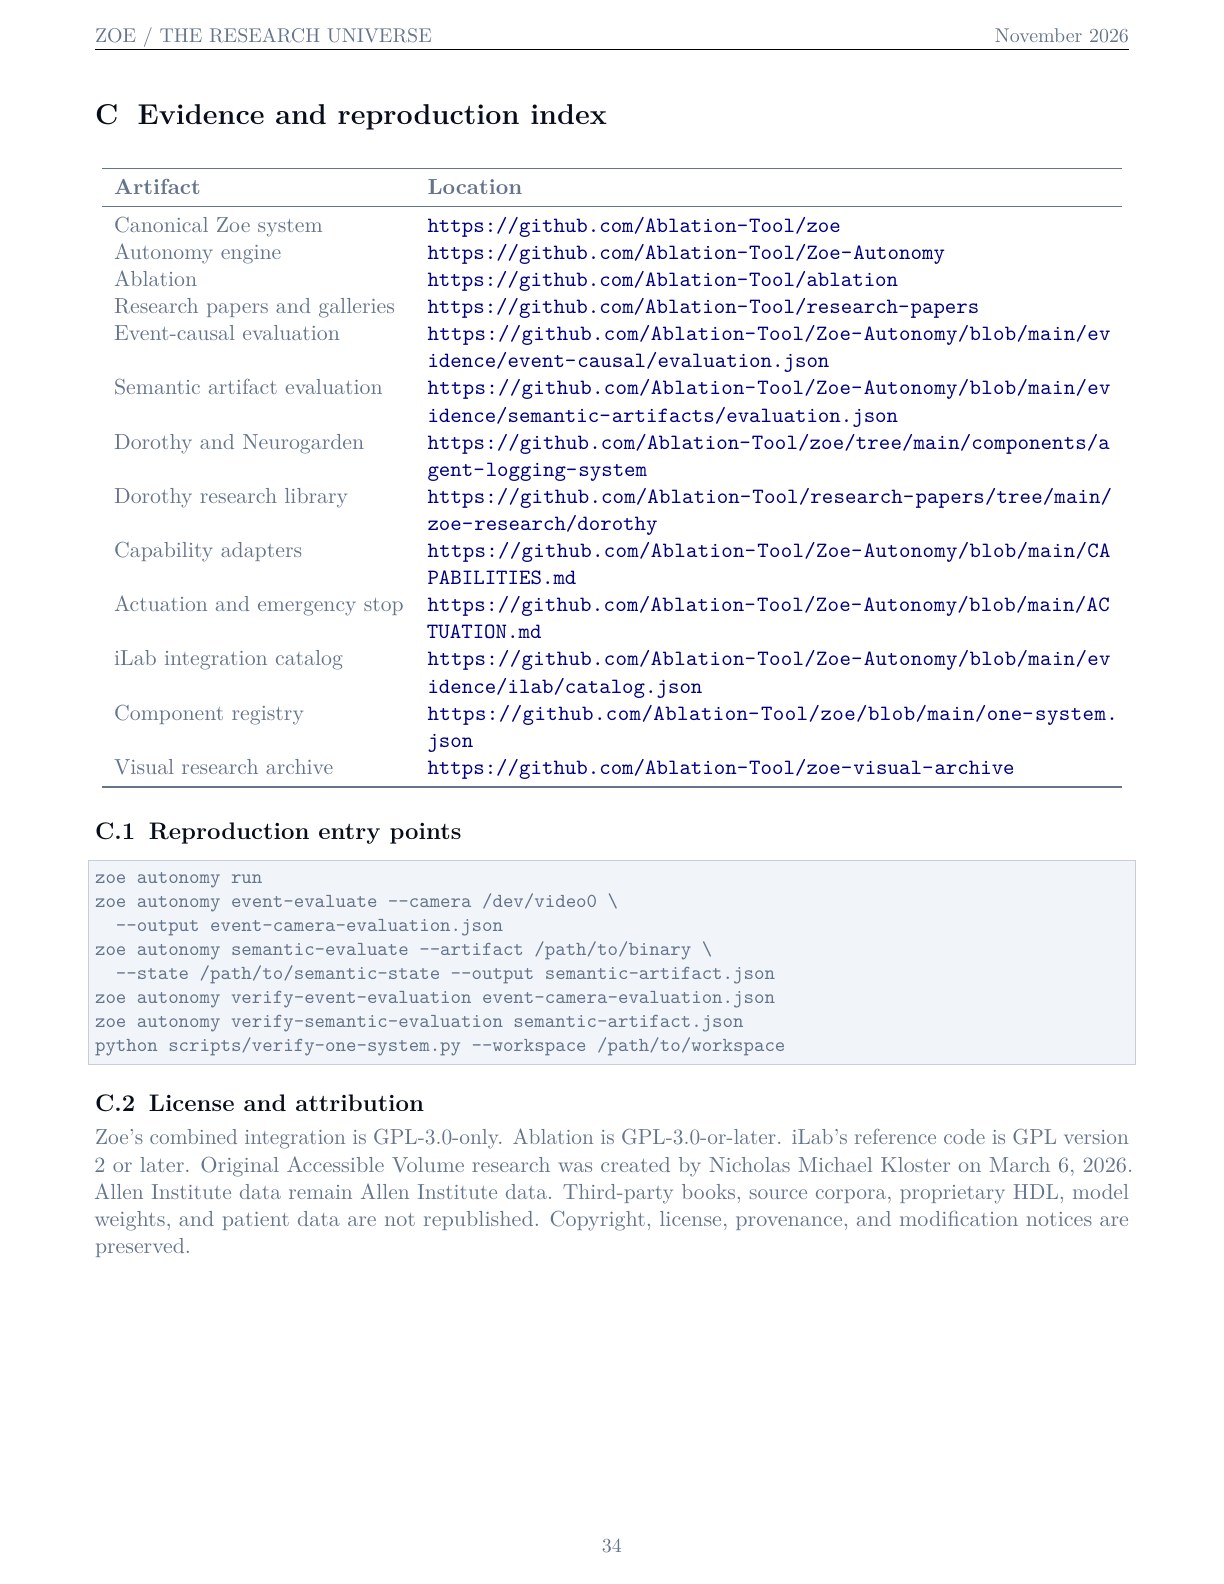 ZOE / THE RESEARCH UNIVERSE November 2026
C Evidence and reproduction index
Artifact Location
Canonical Zoe system https://github.com/Ablation-Tool/zoe
Autonomy engine https://github.com/Ablation-Tool/Zoe-Autonomy
Ablation https://github.com/Ablation-Tool/ablation
Research papers and galleries https://github.com/Ablation-Tool/research-papers
Event-causal evaluation https://github.com/Ablation-Tool/Zoe-Autonomy/blob/main/ev
idence/event-causal/evaluation.json
Semantic artifact evaluation https://github.com/Ablation-Tool/Zoe-Autonomy/blob/main/ev
idence/semantic-artifacts/evaluation.json
Dorothy and Neurogarden https://github.com/Ablation-Tool/zoe/tree/main/components/a
gent-logging-system
Dorothy research library https://github.com/Ablation-Tool/research-papers/tree/main/
zoe-research/dorothy
Capability adapters https://github.com/Ablation-Tool/Zoe-Autonomy/blob/main/CA
PABILITIES.md
Actuation and emergency stop https://github.com/Ablation-Tool/Zoe-Autonomy/blob/main/AC
TUATION.md
iLab integration catalog https://github.com/Ablation-Tool/Zoe-Autonomy/blob/main/ev
idence/ilab/catalog.json
Component registry https://github.com/Ablation-Tool/zoe/blob/main/one-system.
json
Visual research archive https://github.com/Ablation-Tool/zoe-visual-archive
C.1 Reproduction entry points
zoe autonomy run
zoe autonomy event-evaluate --camera /dev/video0 \
  --output event-camera-evaluation.json
zoe autonomy semantic-evaluate --artifact /path/to/binary \
  --state /path/to/semantic-state --output semantic-artifact.json
zoe autonomy verify-event-evaluation event-camera-evaluation.json
zoe autonomy verify-semantic-evaluation semantic-artifact.json
python scripts/verify-one-system.py --workspace /path/to/workspace
C.2 License and attribution
Zoe's combined integration is GPL-3.0-only. Ablation is GPL-3.0-or-later. iLab's reference code is GPL version
2 or later. Original Accessible Volume research was created by Nicholas Michael Kloster on March 6, 2026.
Allen Institute data remain Allen Institute data. Third-party books, source corpora, proprietary HDL, model
weights, and patient data are not republished. Copyright, license, provenance, and modification notices are
preserved.
34